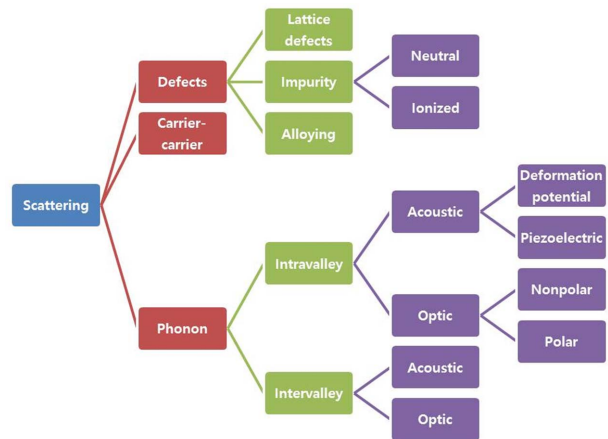 Scattering
Defects
Carrier-
carrier
Phonon
Lattice
defects
Impurity
Alloying
Neutral
Ionized
Intravalley
Intervalley
Acoustic
Optic
Deformation
potential
Piezoelectric
Nonpolar
Polar
Acoustic
Optic